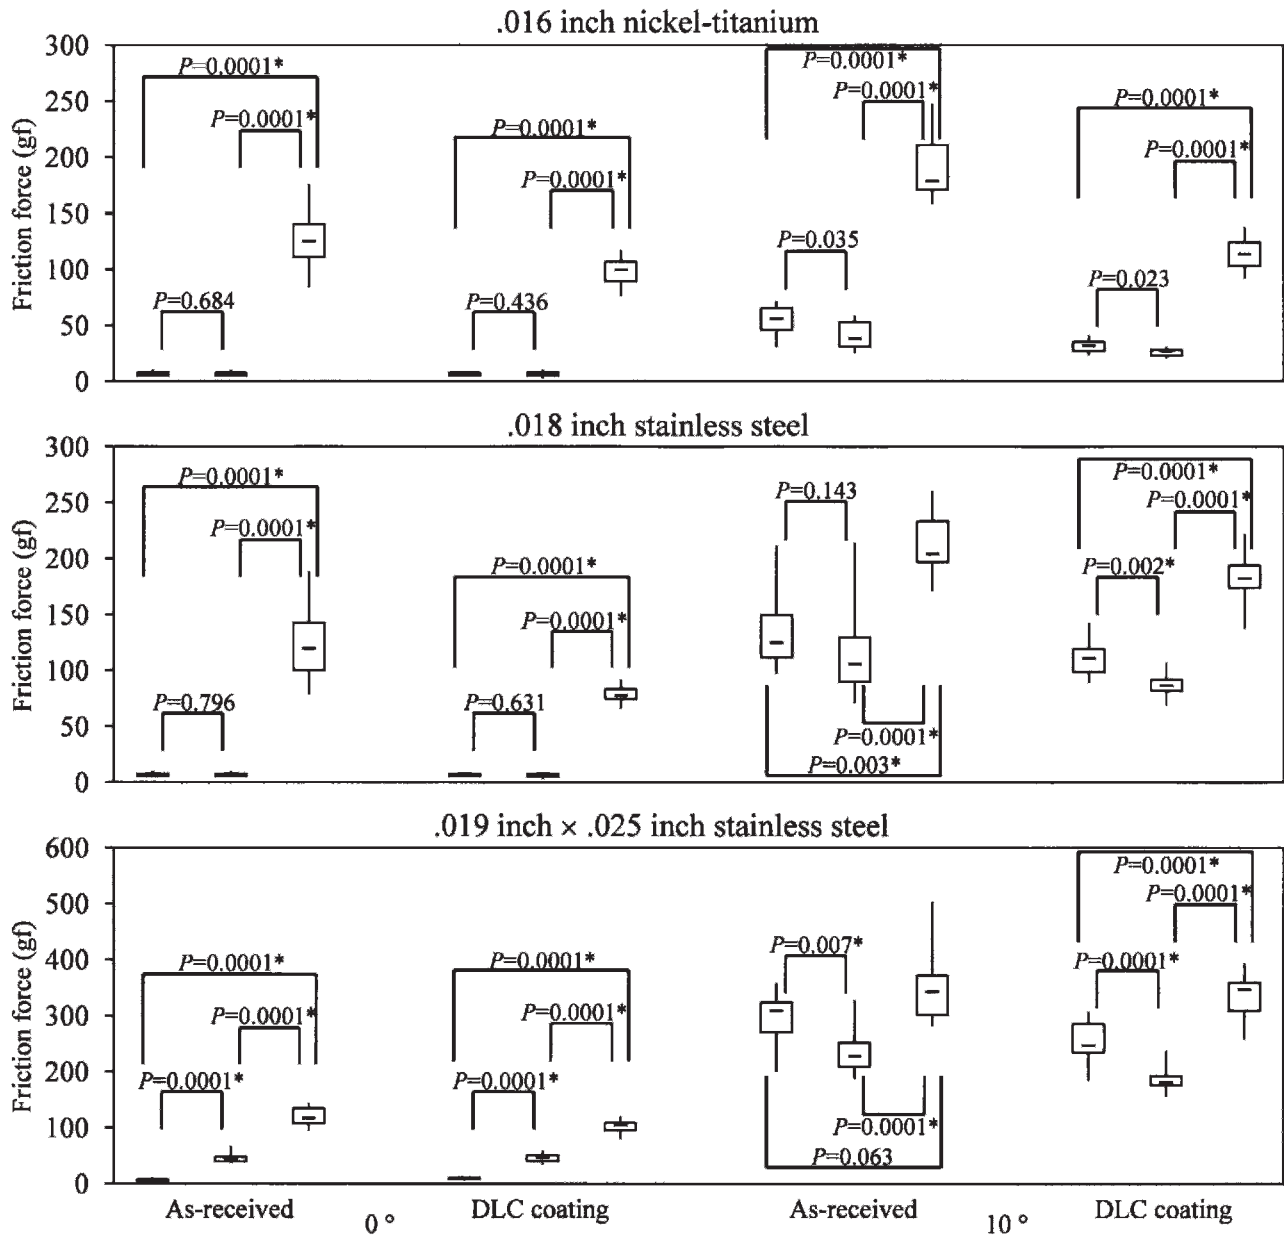 .016 inch nickel-titanium
300
250
200
150
100
50
0
Friction force (gf)
P=0.0001*
P=0.0001*
P=0.684
P=0.0001*
P=0.0001*
P=0.436
P=0.0001*
P=0.0001*
P=0.035
P=0.0001*
P=0.0001*
P=0.023
.018 inch stainless steel
300
250
200
150
100
50
0
Friction force (gf)
P=0.0001*
P=0.0001*
P=0.796
P=0.0001*
P=0.0001*
P=0.631
P=0.143
P=0.0001*
P=0.003*
P=0.0001*
P=0.0001*
P=0.002*
.019 inch × .025 inch stainless steel
600
500
400
300
200
100
0
Friction force (gf)
P=0.0001*
P=0.0001*
P=0.0001*
P=0.0001*
P=0.0001*
P=0.0001*
P=0.007*
P=0.0001*
P=0.063
P=0.0001*
P=0.0001*
P=0.0001*
As-received
0 °
DLC coating
As-received
10 °
DLC coating